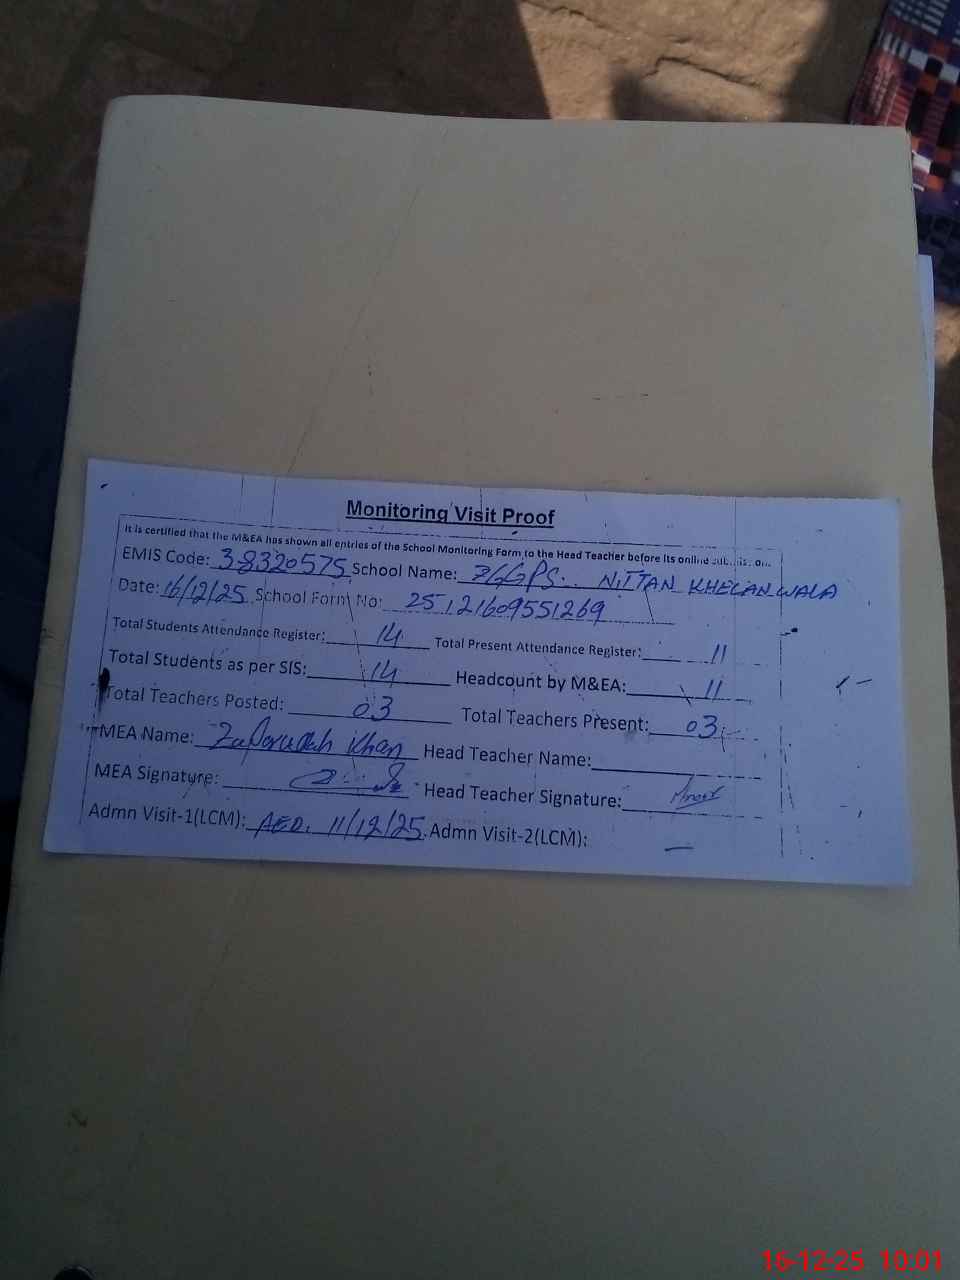 Monitoring Visit Proof
It is certified that the M&EA has shown all entries of the School Monitoring Form to the Head Teacher before its online
EMIS Code: 38320575 School Name: GGPS. NITTAN KHELANWALA
Date: 16/12/25 School Form No: 25121609551269
Total Students Attendance Register: 14 Total Present Attendance Register: 11
Total Students as per SIS: 14 Headcount by M&EA: 11
Total Teachers Posted: 03 Total Teachers Present: 03
MEA Name: Zafarullah Khan Head Teacher Name:
MEA Signature: Head Teacher Signature:
Admn Visit-1(LCM): AEO. 11/12/25 Admn Visit-2(LCM): —
16-12-25 10:01